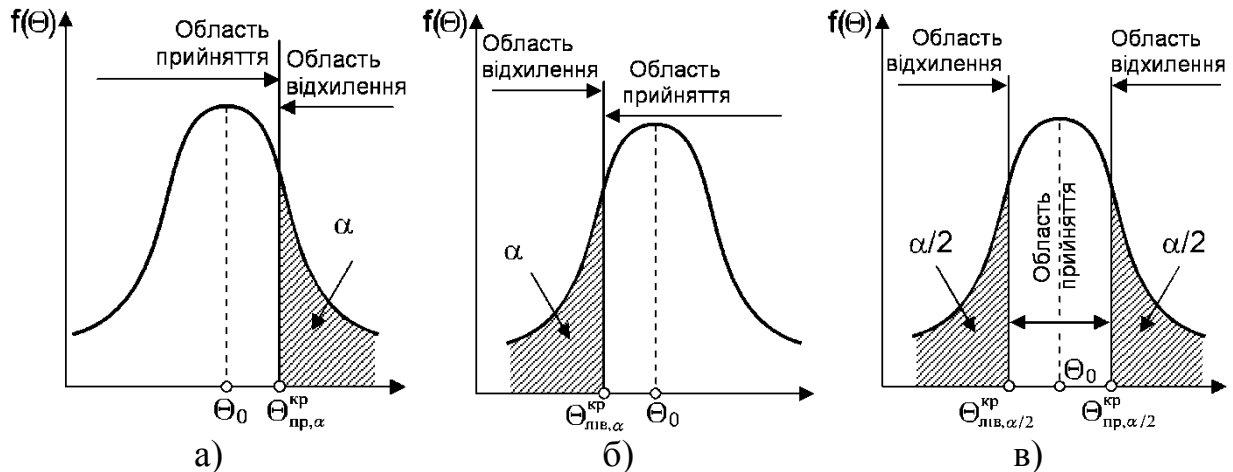 f(Θ)
Область
прийняття
Область
відхилення
α
Θ₀
Θ^кр_пр,α
а)
f(Θ)
Область
відхилення
Область
прийняття
α
Θ^кр_лів,α
Θ₀
б)
f(Θ)
Область
відхилення
Область
відхилення
Область
прийняття
α/2
α/2
Θ₀
Θ^кр_лів,α/2
Θ^кр_пр,α/2
в)